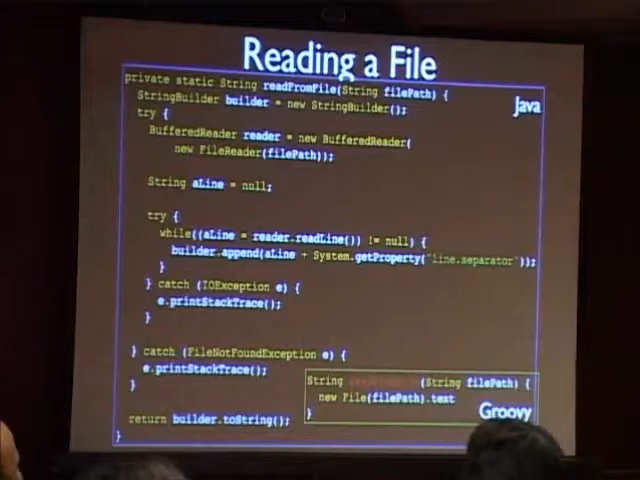 Reading a File
private static String readFromFile(String filePath) {
Java
StringBuilder builder = new StringBuilder();
try {
BufferedReader reader = new BufferedReader(
new FileReader(filePath));
String aLine = null;
try {
while((aLine = reader.readLine()) != null) {
builder.append(aLine + System.getProperty("line.separator"));
}
} catch (IOException e) {
e.printStackTrace();
}
} catch (FileNotFoundException e) {
e.printStackTrace();
}
return builder.toString();
}
String (String filePath) {
new File(filePath).text
}
Groovy